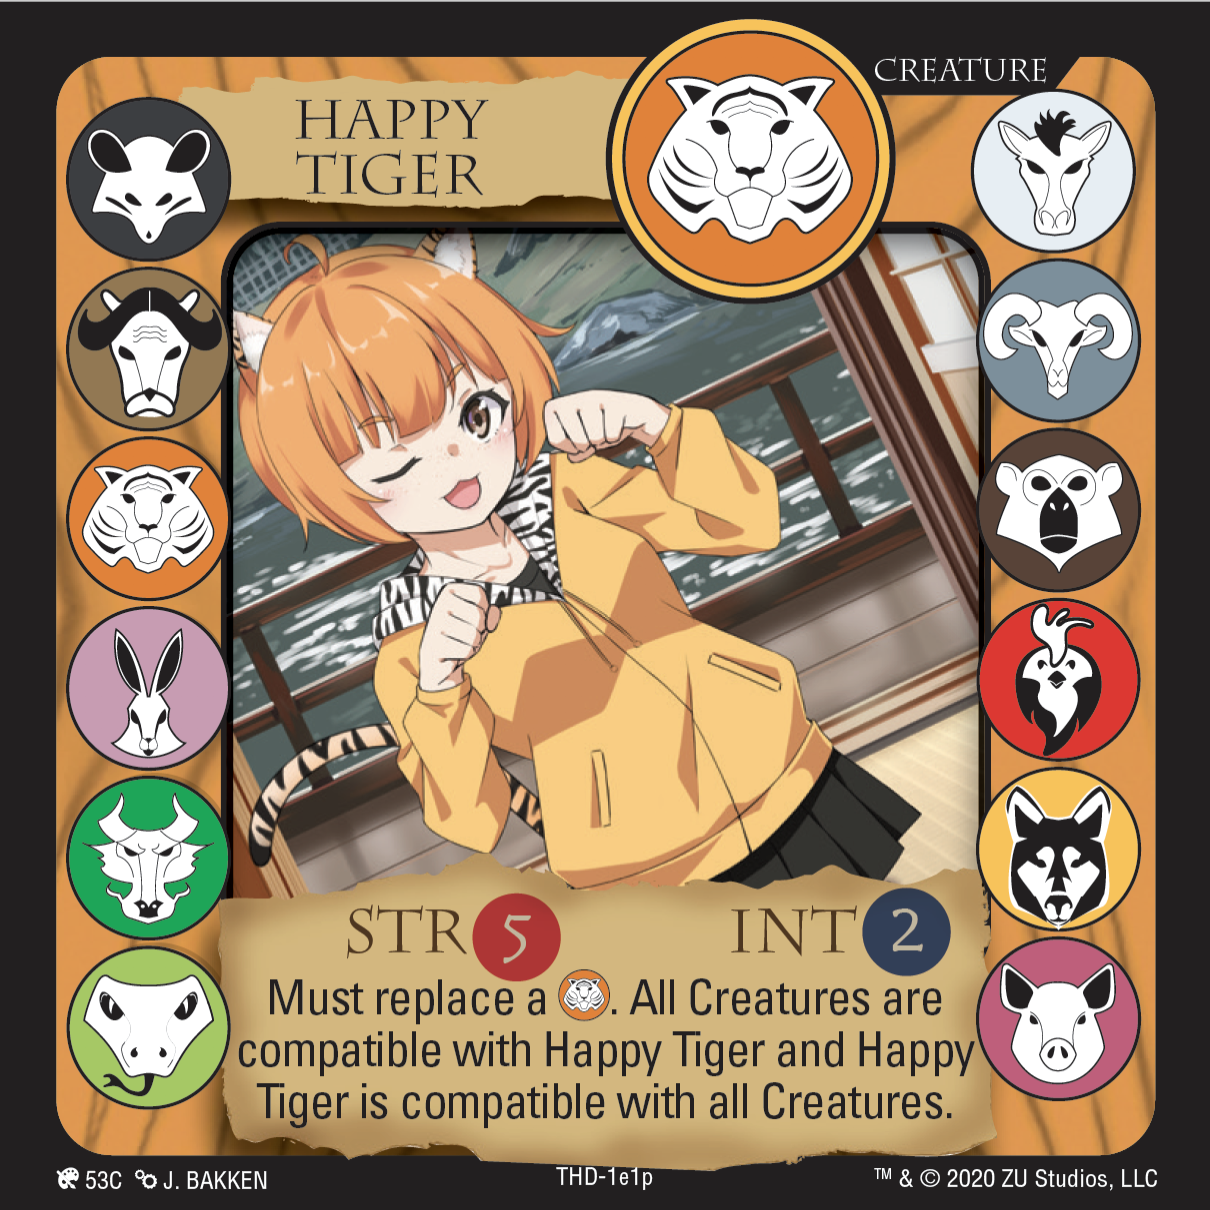 CREATURE
HAPPY
TIGER
STR 5 INT 2
Must replace a . All Creatures are
compatible with Happy Tiger and Happy
Tiger is compatible with all Creatures.
53C J. BAKKEN THD-1e1p ™ & © 2020 ZU Studios, LLC